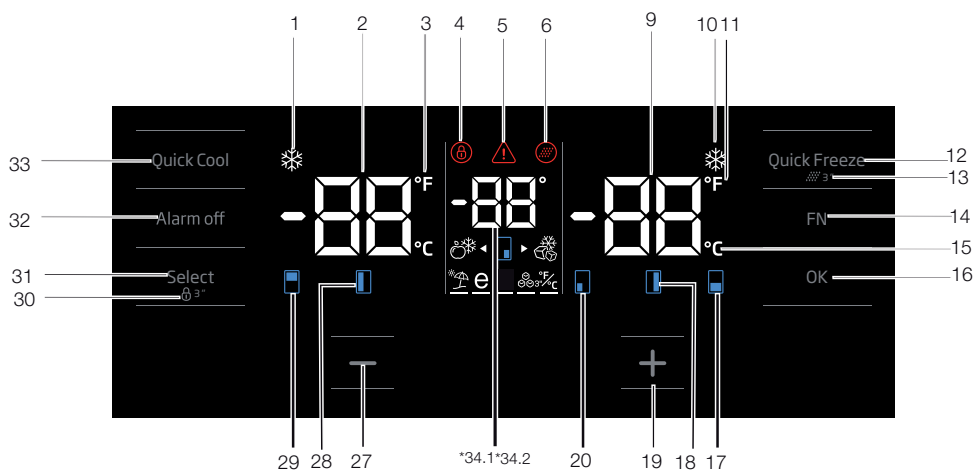 1 2 3 4 5 6 9 10 11
33 Quick Cool Quick Freeze 12
3" 13
-88 °F °C -88 ° -88 °F °C
32 Alarm off FN 14
15
31 Select OK 16
30 3"
e 3" °F/°C
29 28 27 *34.1*34.2 20 19 18 17